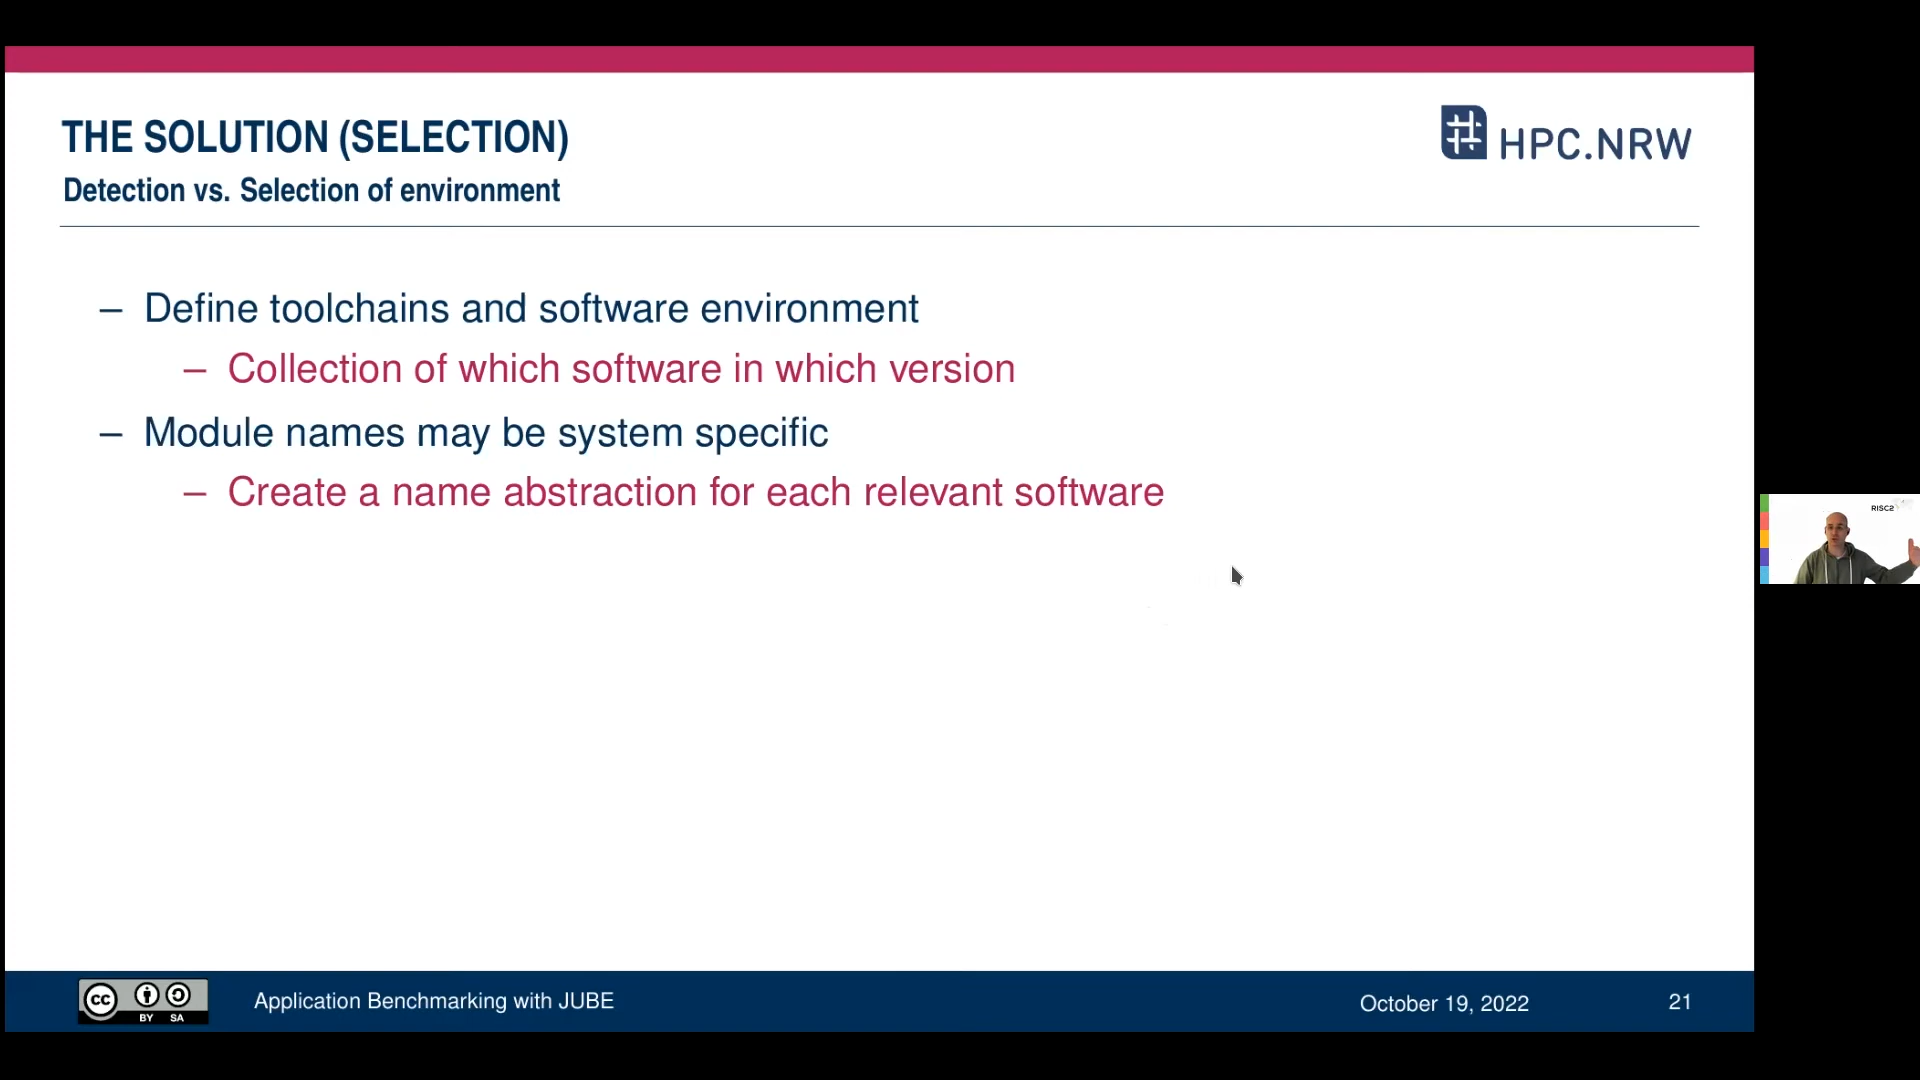 THE SOLUTION (SELECTION)
HPC.NRW
Detection vs. Selection of environment
– Define toolchains and software environment
– Collection of which software in which version
– Module names may be system specific
– Create a name abstraction for each relevant software
RISC2
cc
BY SA
Application Benchmarking with JUBE
October 19, 2022
21